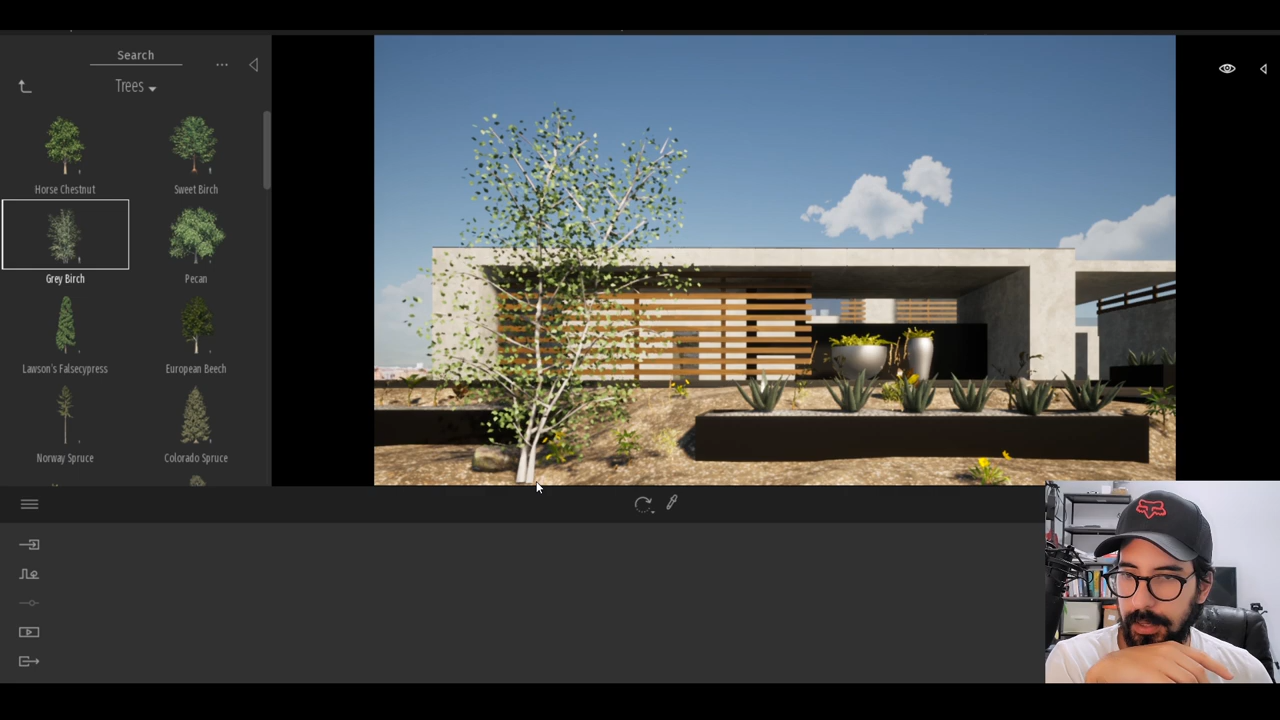 Search
Trees
Horse Chestnut
Sweet Birch
Grey Birch
Pecan
Lawson's Falsecypress
European Beech
Norway Spruce
Colorado Spruce